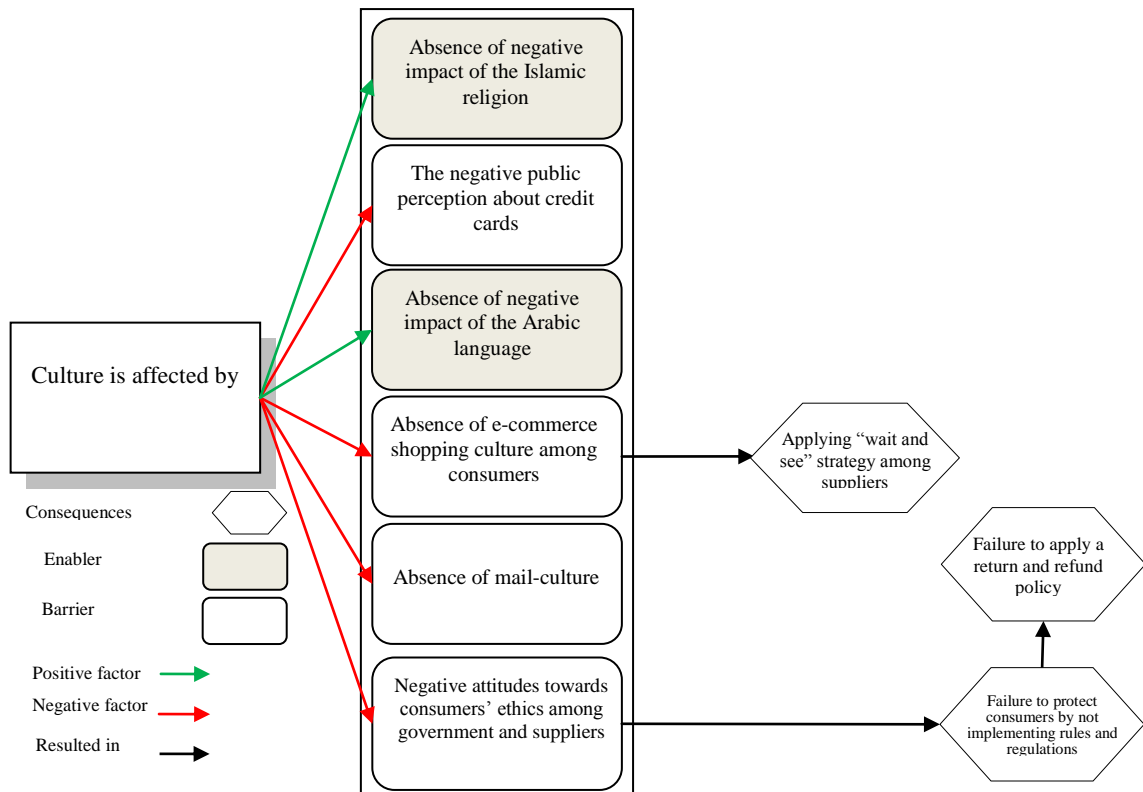 Absence of negative
impact of the Islamic
religion
The negative public
perception about credit
cards
Absence of negative
impact of the Arabic
language
Culture is affected by
Absence of e-commerce
shopping culture among
consumers
Applying “wait and
see” strategy among
suppliers
Consequences
Enabler
Barrier
Absence of mail-culture
Failure to apply a
return and refund
policy
Positive factor
Negative factor
Resulted in
Negative attitudes towards
consumers’ ethics among
government and suppliers
Failure to protect
consumers by not
implementing rules and
regulations